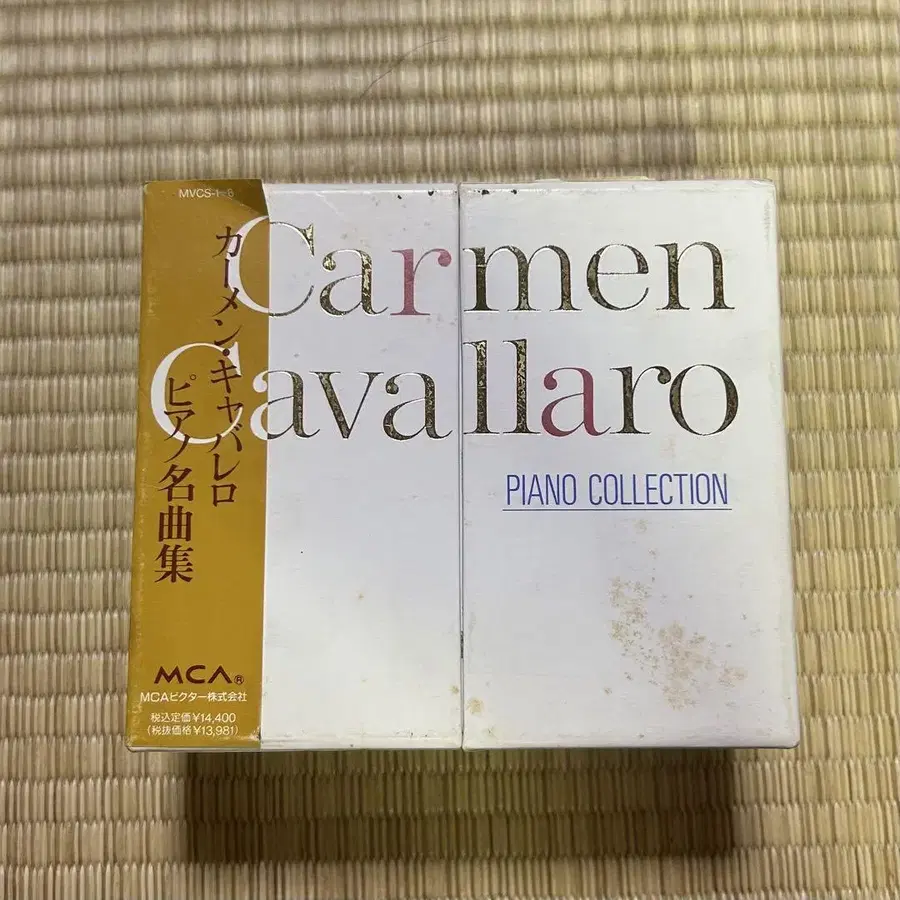 MVCS-1~8
カーメン・キャバレロ
ピアノ名曲集
MCA®
MCAビクター株式会社
税込定価¥14,400
(税抜価格¥13,981)
Carmen
Cavallaro
PIANO COLLECTION